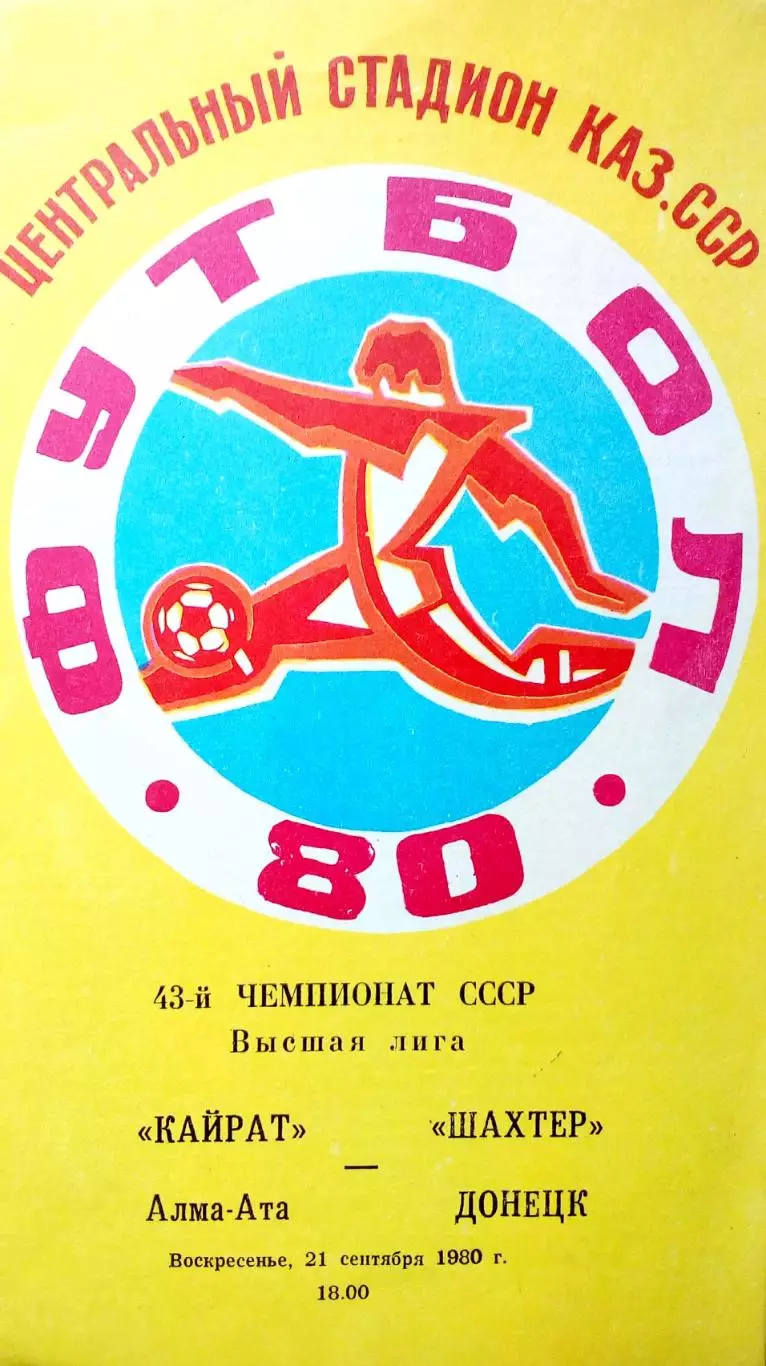 ЦЕНТРАЛЬНЫЙ СТАДИОН КАЗ.ССР
ФУТБОЛ
• 80 •
43-й ЧЕМПИОНАТ СССР
Высшая лига
«КАЙРАТ» — «ШАХТЕР»
Алма-Ата ДОНЕЦК
Воскресенье, 21 сентября 1980 г.
18.00